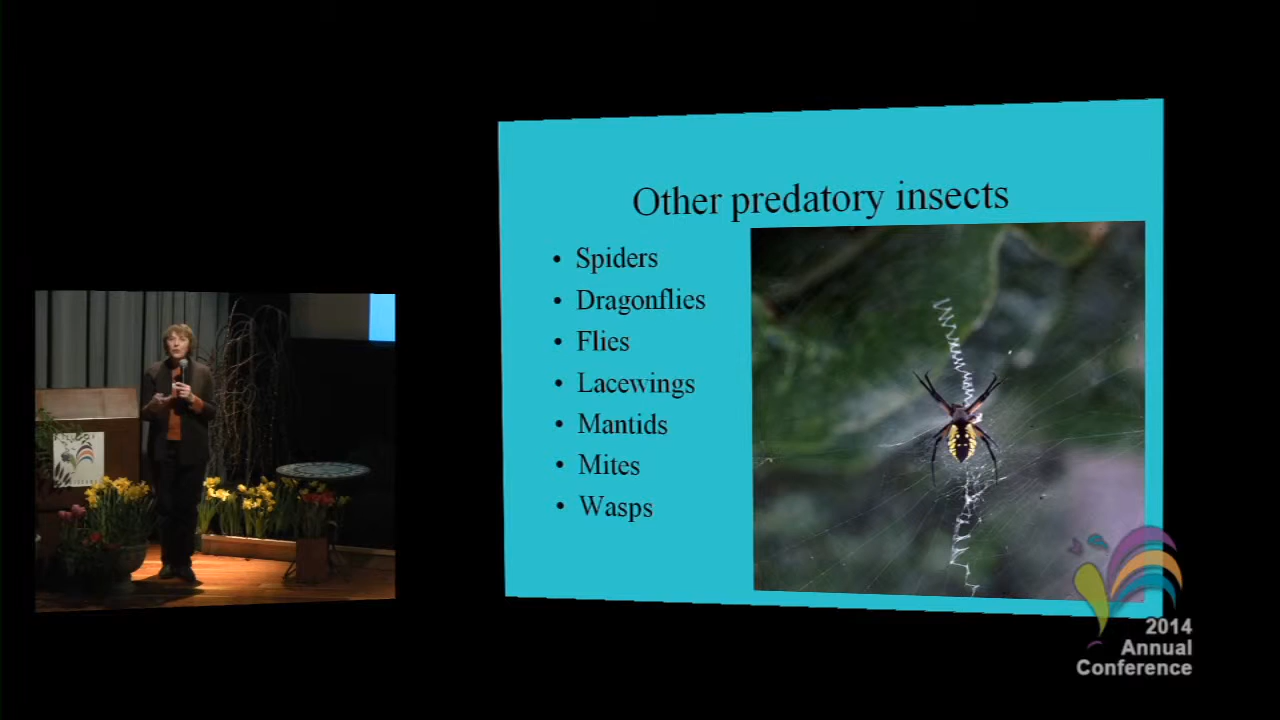 Other predatory insects
• Spiders
• Dragonflies
• Flies
• Lacewings
• Mantids
• Mites
• Wasps
2014
Annual
Conference